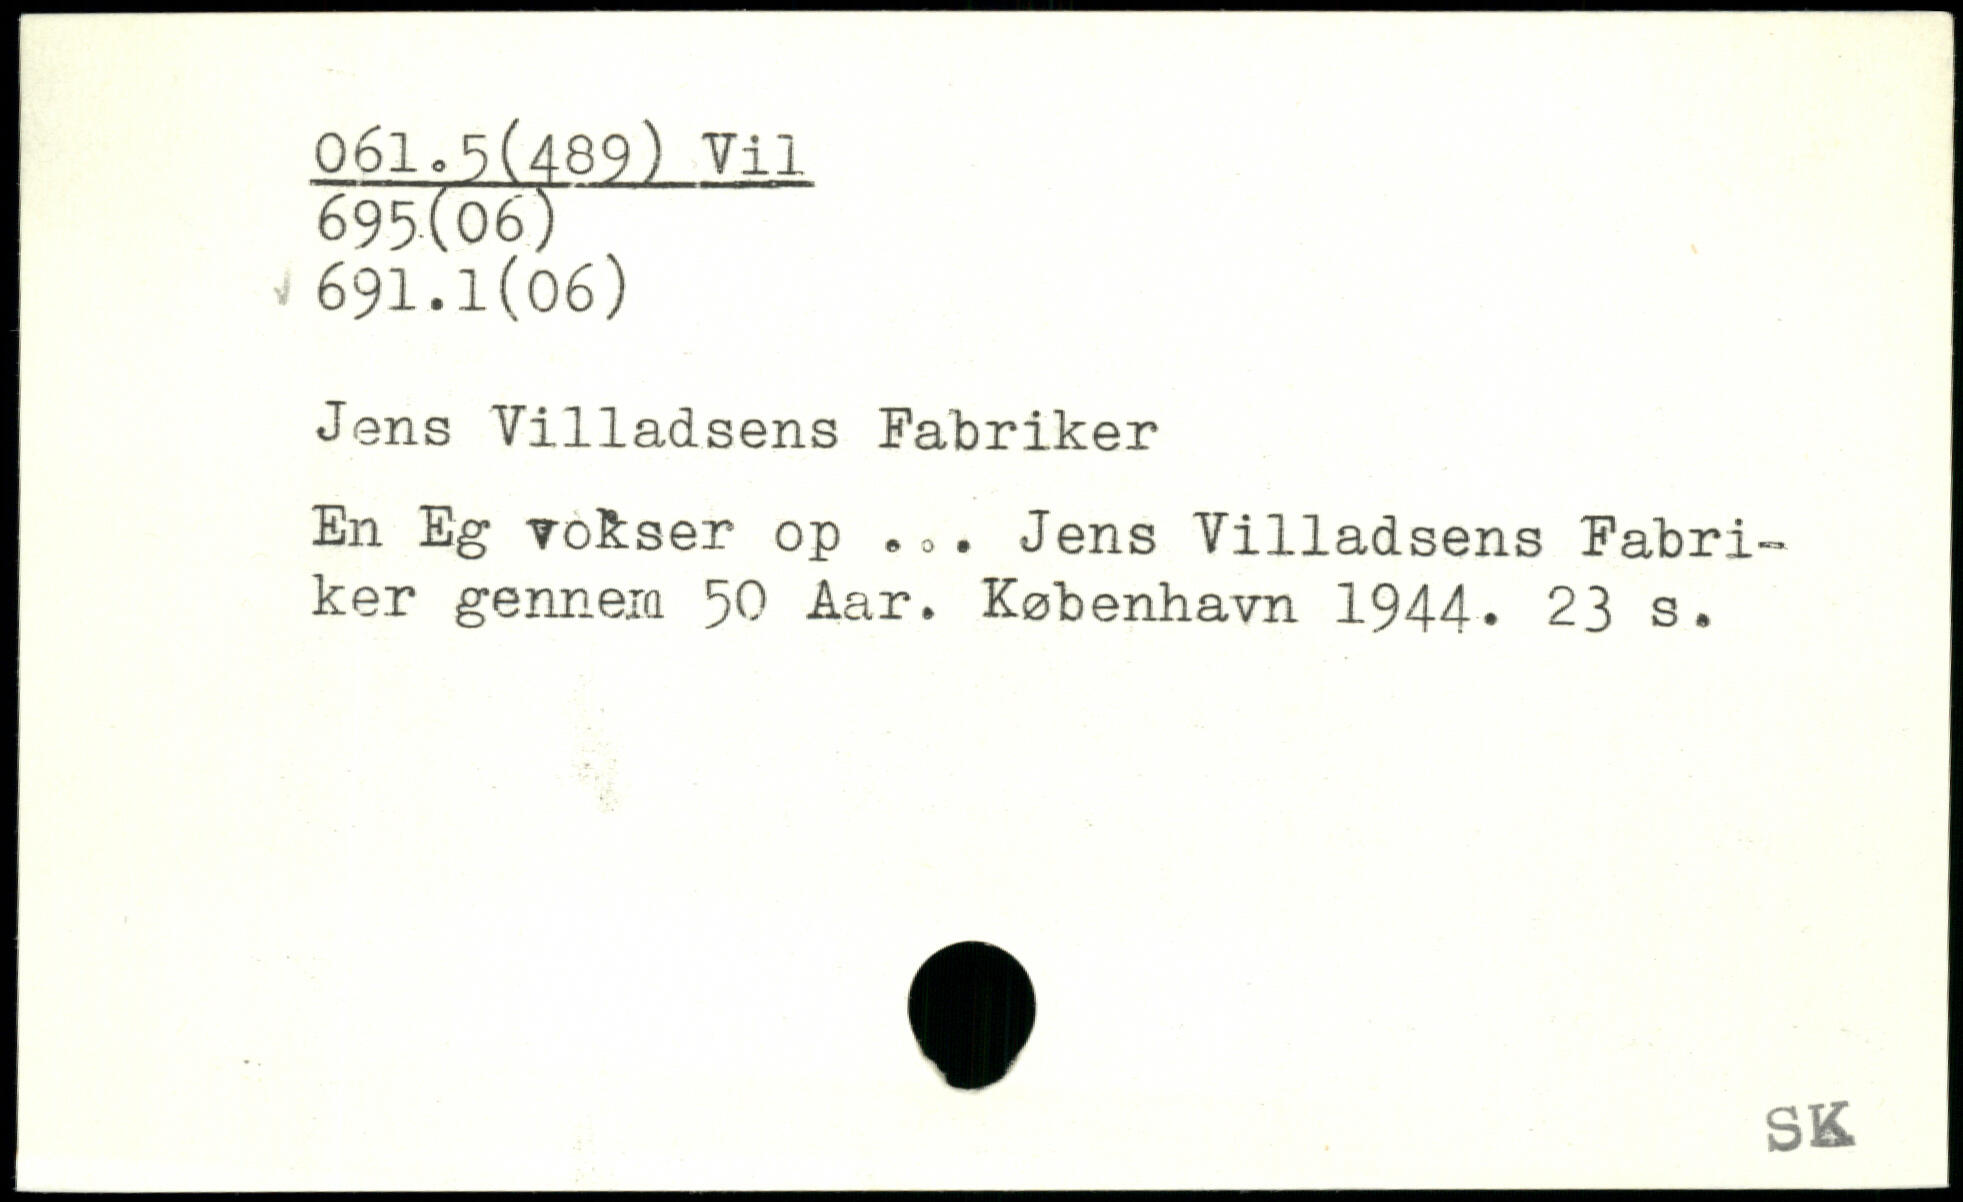 061.5(489) Vil
695(06)
691.1(06)
Jens Villadsens Fabriker
En Eg vokser op ... Jens Villadsens Fabri-
ker gennem 50 Aar. København 1944. 23 s.
SK